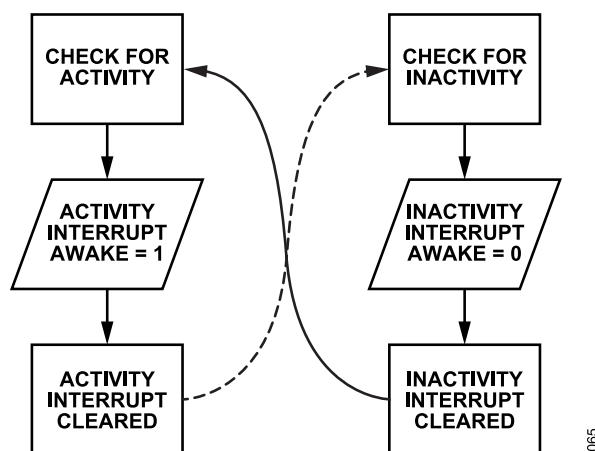 CHECK FOR
ACTIVITY
ACTIVITY
INTERRUPT
AWAKE = 1
ACTIVITY
INTERRUPT
CLEARED
CHECK FOR
INACTIVITY
INACTIVITY
INTERRUPT
AWAKE = 0
INACTIVITY
INTERRUPT
CLEARED
065